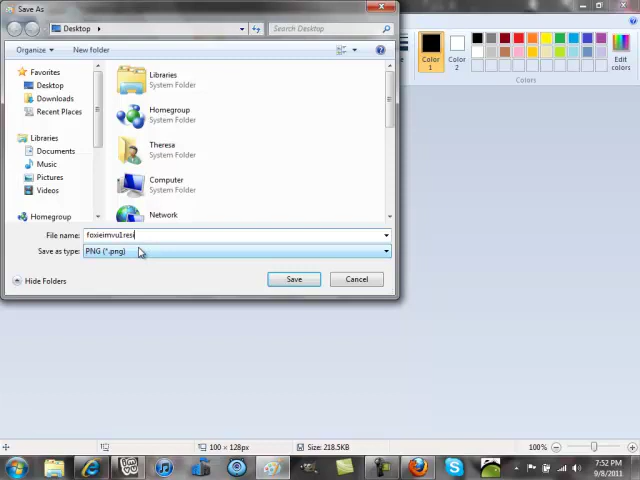 Save As
Desktop
Search Desktop
Organize
New folder
Favorites
Desktop
Downloads
Recent Places
Libraries
Documents
Music
Pictures
Videos
Homegroup
Libraries
System Folder
Homegroup
System Folder
Theresa
System Folder
Computer
System Folder
Network
File name: foxieimvu1resi
Save as type: PNG (*.png)
Hide Folders
Save
Cancel
Color 1
Color 2
Edit colors
Colors
100 × 128px
Size: 218.5KB
100%
7:52 PM
9/8/2011